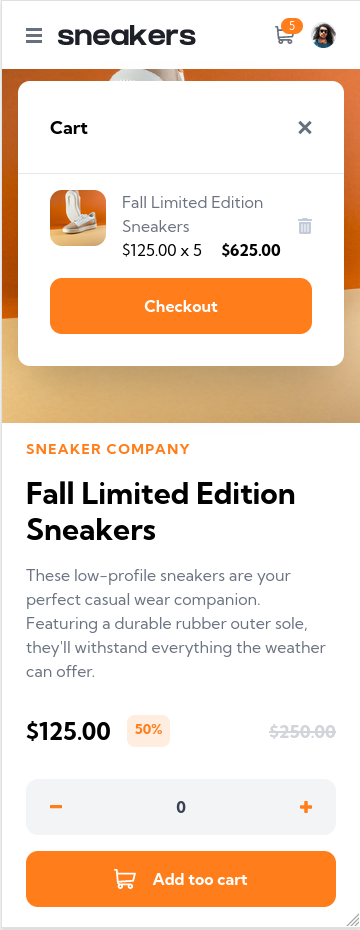 sneakers
5
Cart
Fall Limited Edition
Sneakers
$125.00 x 5 $625.00
Checkout
SNEAKER COMPANY
Fall Limited Edition
Sneakers
These low-profile sneakers are your
perfect casual wear companion.
Featuring a durable rubber outer sole,
they'll withstand everything the weather
can offer.
$125.00 50% $250.00
0
Add too cart